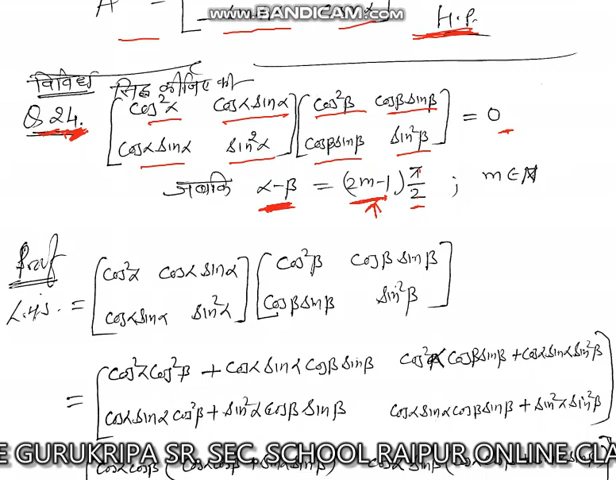 WWW.BANDICAM.COM
H.P.
विविध सिद्ध कीजिए की
Q.24. [cos²α cosα sinα] [cos²β cosβ sinβ] = 0
[cosα sinα sin²α] [cosβ sinβ sin²β]
जबकि α-β = (2m-1) π/2 ; m∈N
Proof
L.H.S. = [cos²α cosα sinα] [cos²β cosβ sinβ]
[cosα sinα sin²α] [cosβ sinβ sin²β]
= [cos²α cos²β + cosα sinα cosβ sinβ cos²α cosβ sinβ + cosα sinα sin²β]
[cosα sinα cos²β + sin²α cosβ sinβ cosα sinα cosβ sinβ + sin²α sin²β]
E GURUKRIPA SR. SEC. SCHOOL RAIPUR ONLINE CLA